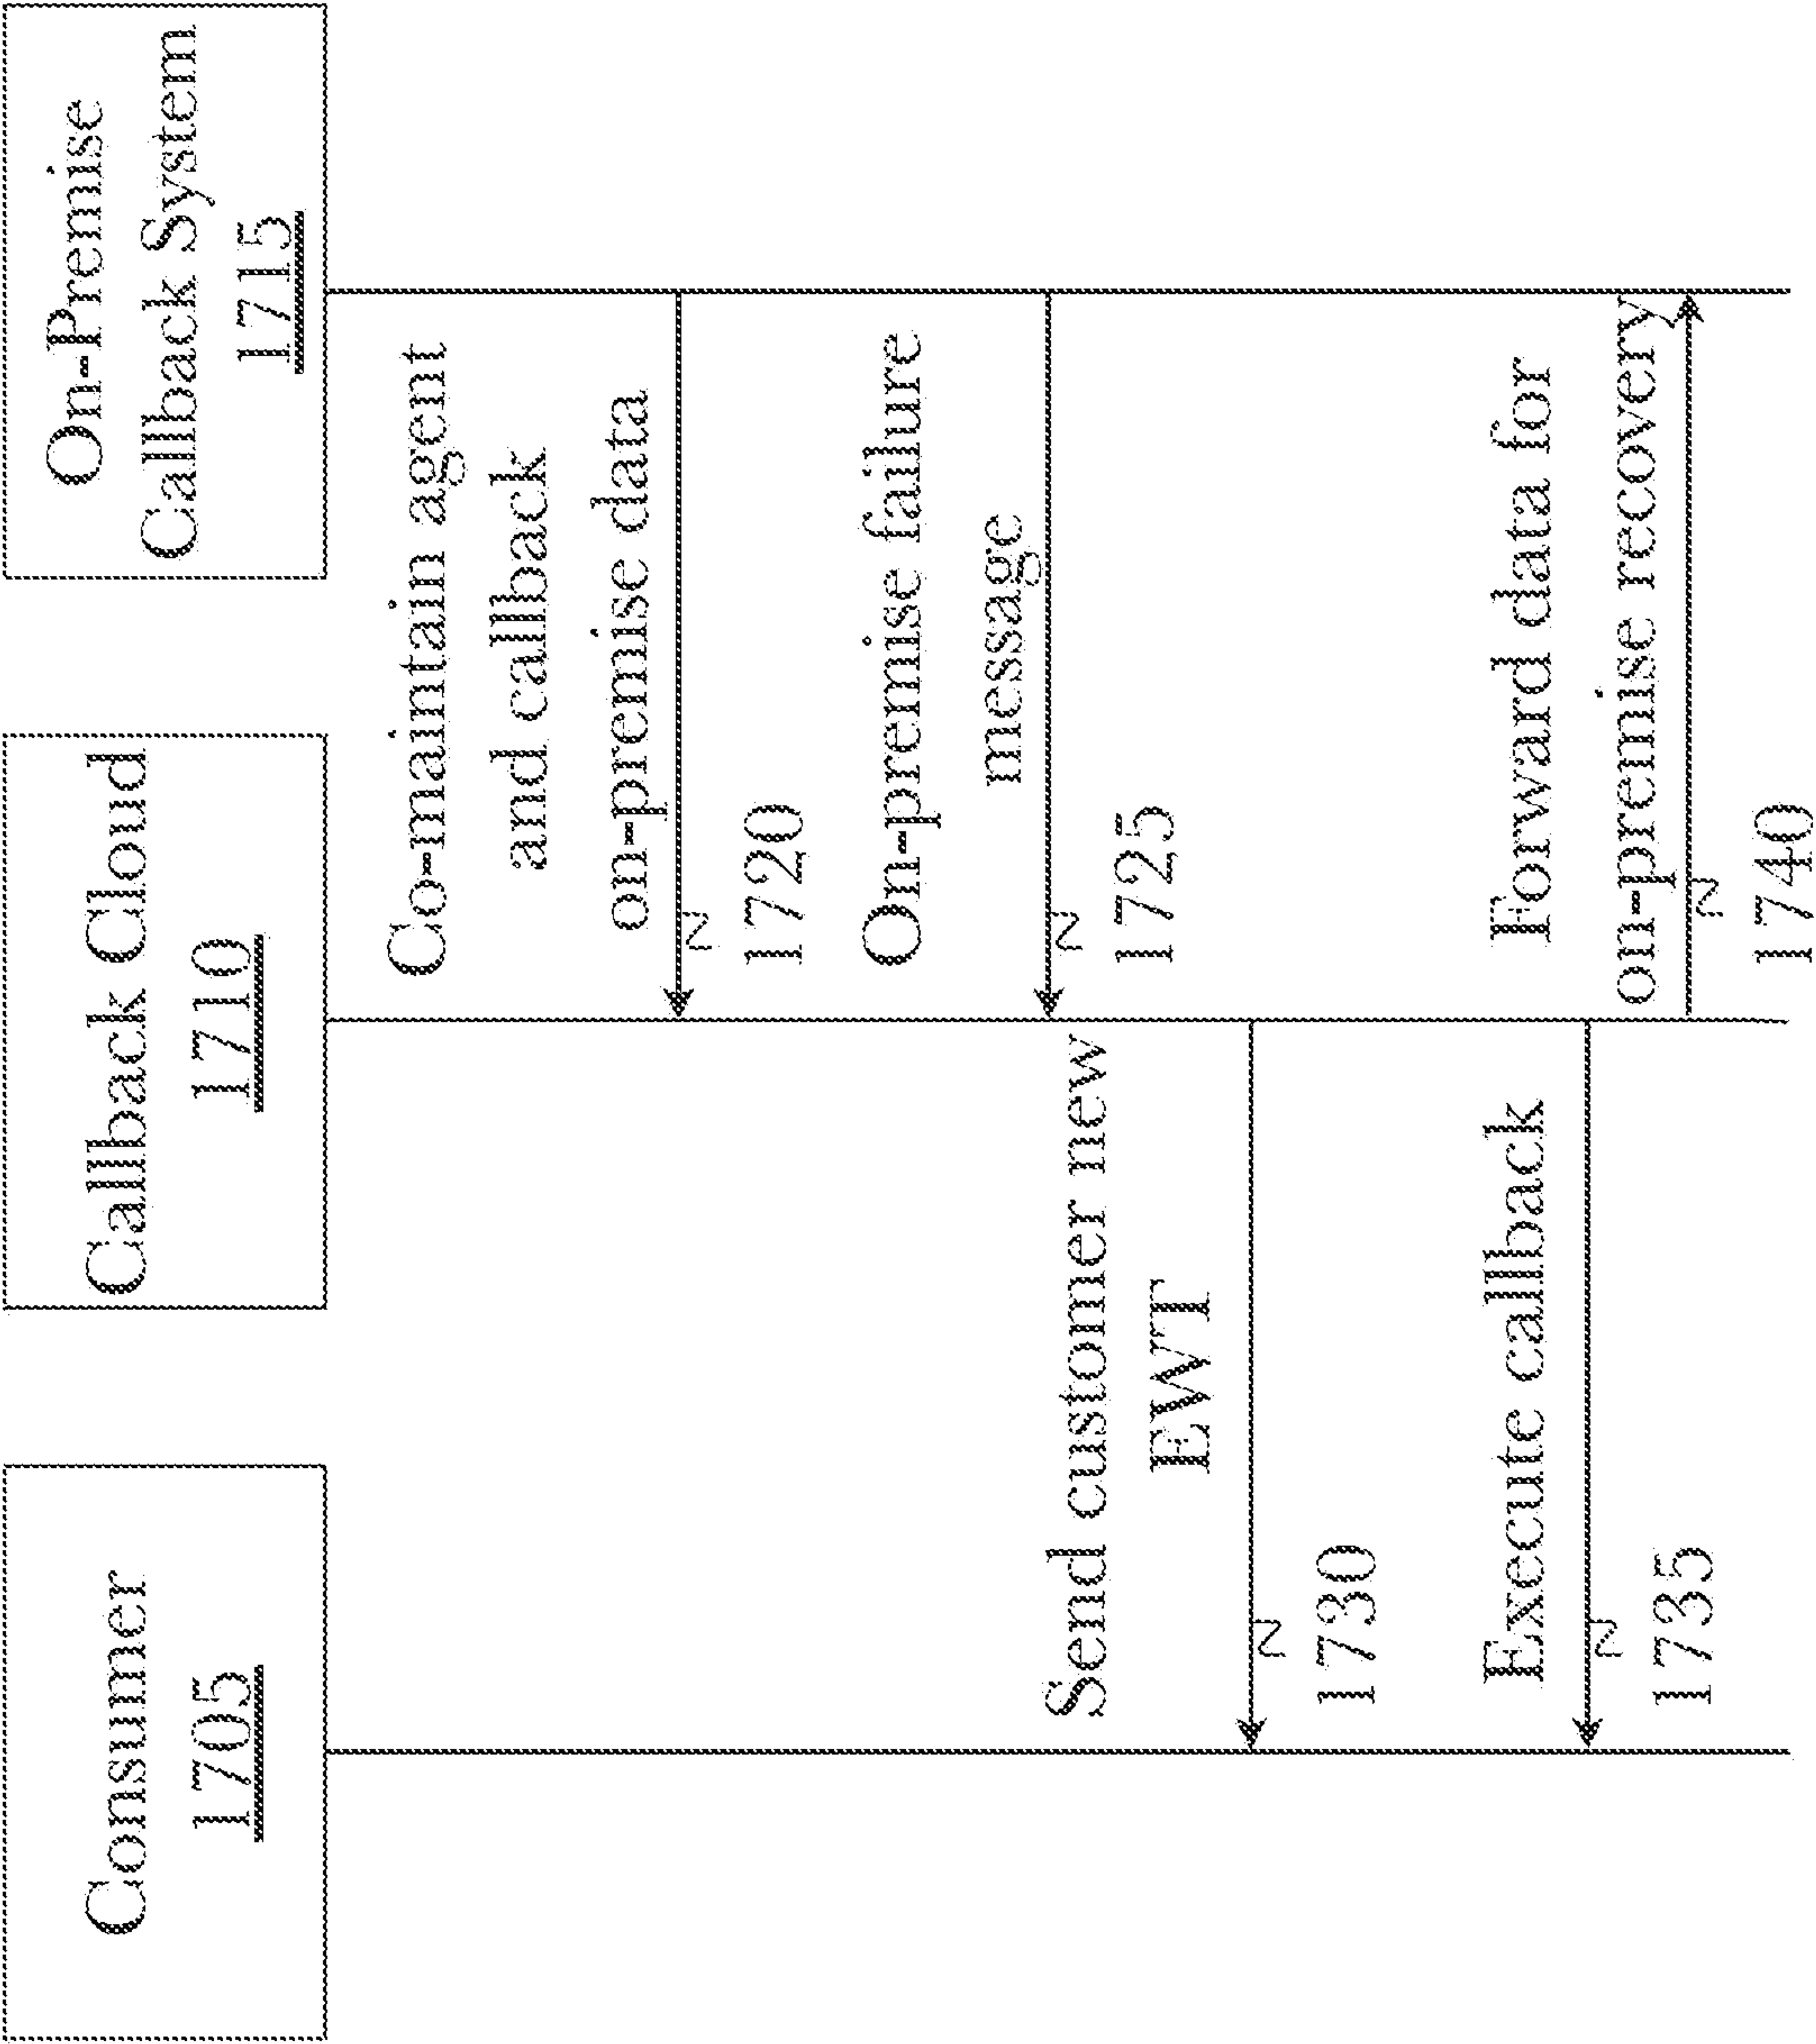 Consumer
1705
Callback Cloud
1710
On-Premise
Callback System
1715
Co-maintain agent
and callback
on-premise data
1720
On-premise failure
message
1725
Send customer new
EWT
1730
Execute callback
1735
Forward data for
on-premise recovery
1740